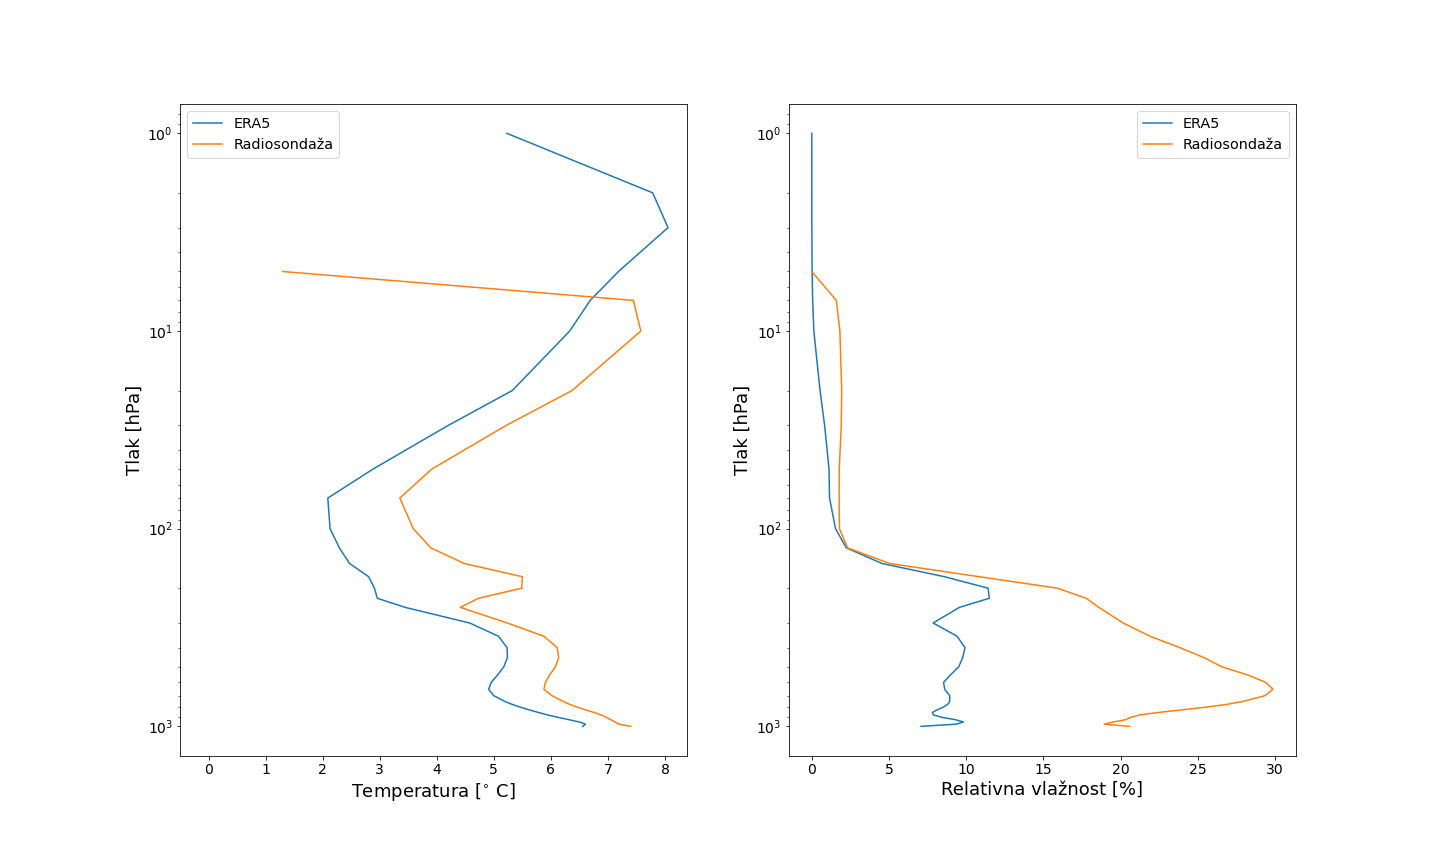 ERA5
Radiosondaža
10⁰
10¹
10²
10³
Tlak [hPa]
0 1 2 3 4 5 6 7 8
Temperatura [° C]
ERA5
Radiosondaža
10⁰
10¹
10²
10³
Tlak [hPa]
0 5 10 15 20 25 30
Relativna vlažnost [%]